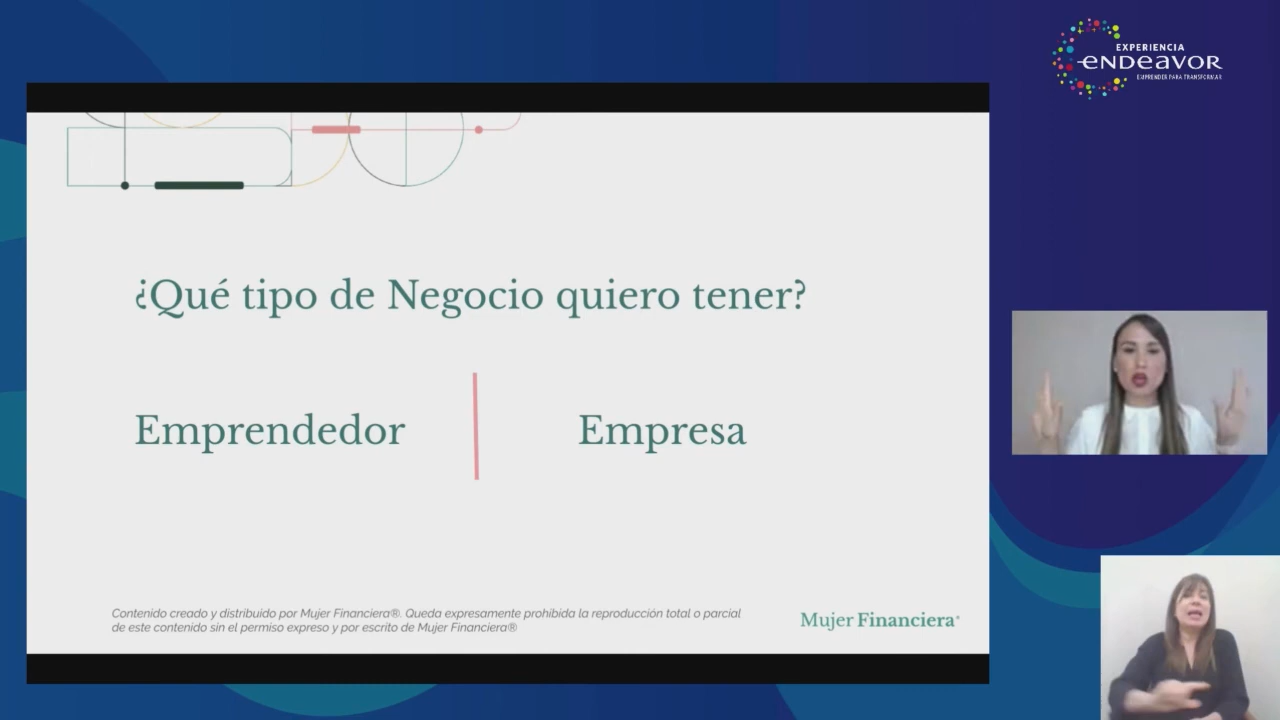 EXPERIENCIA
ENDEAVOR
EMPRENDER PARA TRANSFORMAR
¿Qué tipo de Negocio quiero tener?
Emprendedor
Empresa
Contenido creado y distribuido por Mujer Financiera®. Queda expresamente prohibida la reproducción total o parcial
de este contenido sin el permiso expreso y por escrito de Mujer Financiera®
Mujer Financiera®